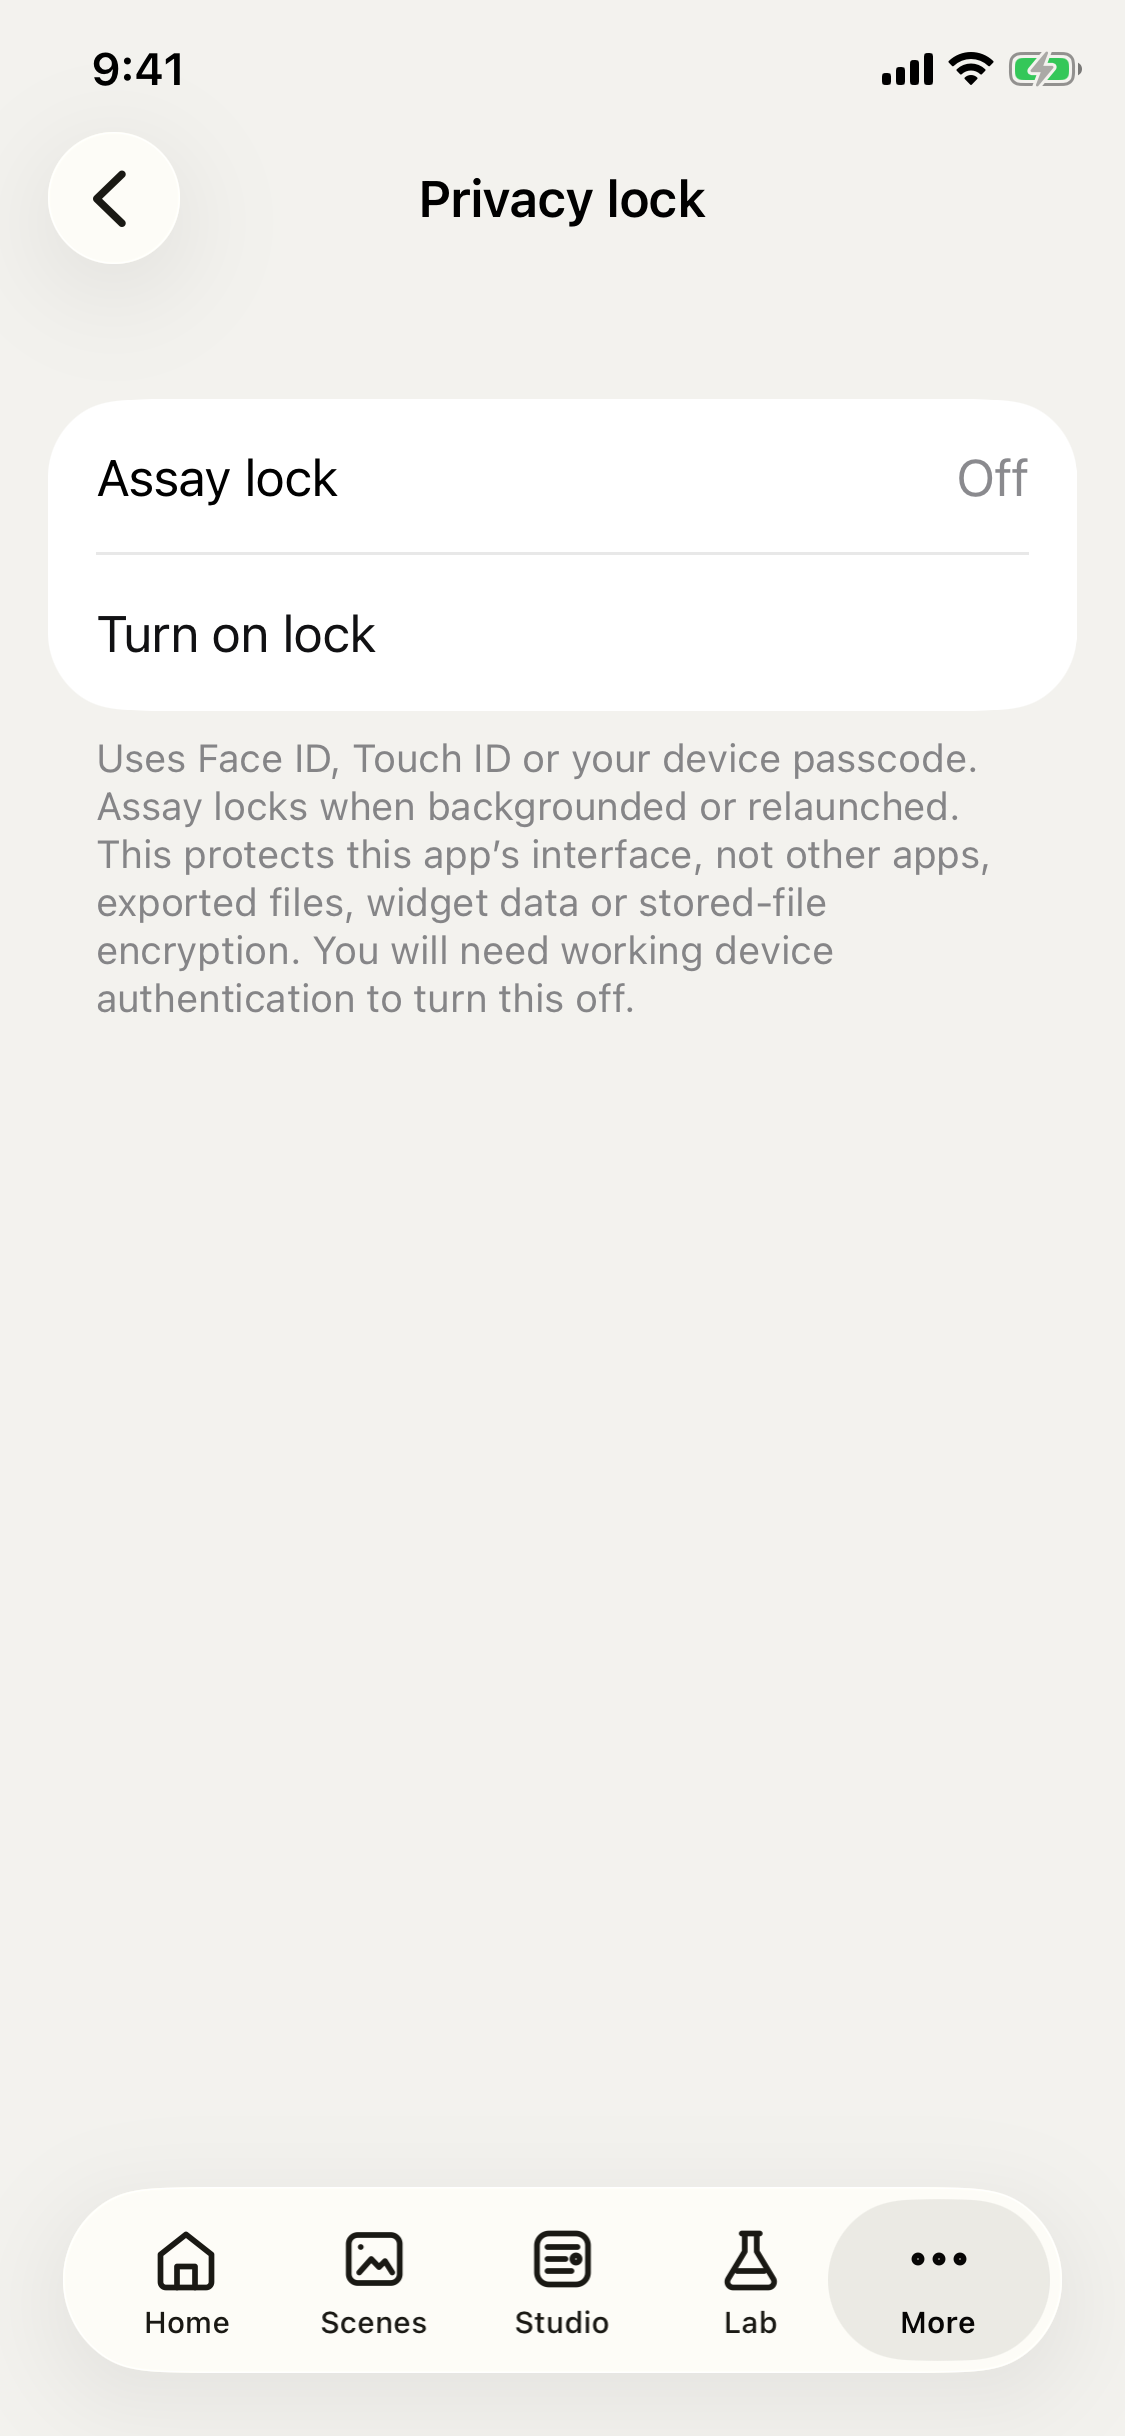 9:41
Privacy lock
Assay lock
Off
Turn on lock
Uses Face ID, Touch ID or your device passcode.
Assay locks when backgrounded or relaunched.
This protects this app’s interface, not other apps,
exported files, widget data or stored-file
encryption. You will need working device
authentication to turn this off.
Home
Scenes
Studio
Lab
More